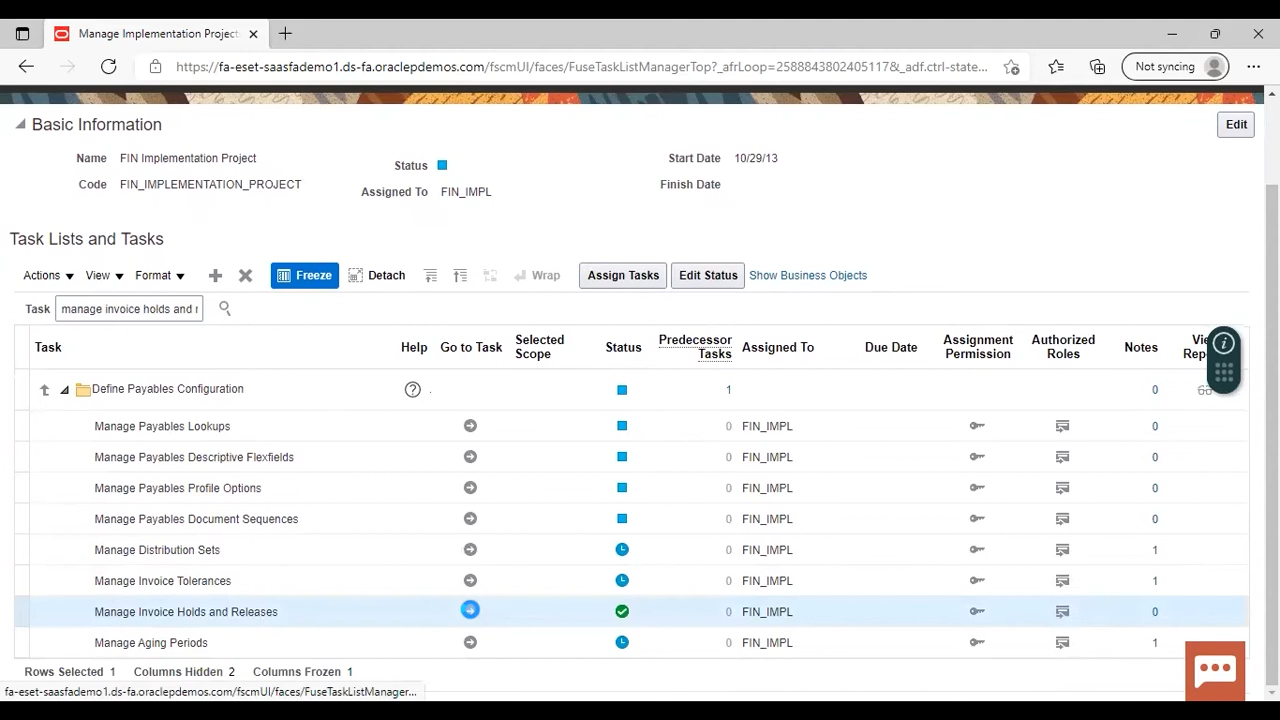 Manage Implementation Project:
Not syncing
https://fa-eset-saasfademo1.ds-fa.oraclepdemos.com/fscmUI/faces/FuseTaskListManagerTop?_afrLoop=2588843802405117&_adf.ctrl-state...
Basic Information
Edit
Name FIN Implementation Project Status Start Date 10/29/13
Code FIN_IMPLEMENTATION_PROJECT Assigned To FIN_IMPL Finish Date
Task Lists and Tasks
Actions View Format Freeze Detach Wrap Assign Tasks Edit Status Show Business Objects
Task manage invoice holds and r
Task Help Go to Task Selected Scope Status Predecessor Tasks Assigned To Due Date Assignment Permission Authorized Roles Notes
Define Payables Configuration . 1 0
Manage Payables Lookups 0 FIN_IMPL 0
Manage Payables Descriptive Flexfields 0 FIN_IMPL 0
Manage Payables Profile Options 0 FIN_IMPL 0
Manage Payables Document Sequences 0 FIN_IMPL 0
Manage Distribution Sets 0 FIN_IMPL 1
Manage Invoice Tolerances 0 FIN_IMPL 1
Manage Invoice Holds and Releases 0 FIN_IMPL 0
Manage Aging Periods 0 FIN_IMPL 1
Rows Selected 1 Columns Hidden 2 Columns Frozen 1
fa-eset-saasfademo1.ds-fa.oraclepdemos.com/fscmUI/faces/FuseTaskListManager...